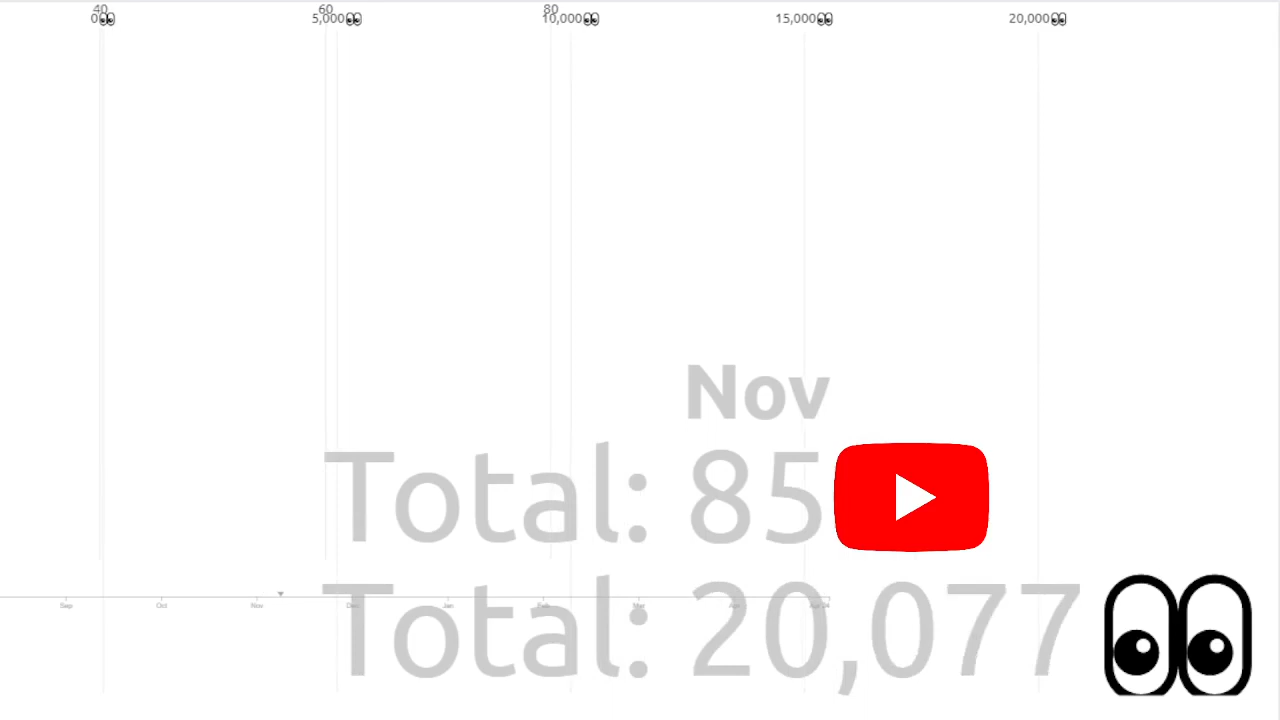 40 60 80
0👀 5,000👀 10,000👀 15,000👀 20,000👀
Nov
Total: 85
Sep Oct Nov Dec Jan Feb Mar Apr
Total: 20,077 👀